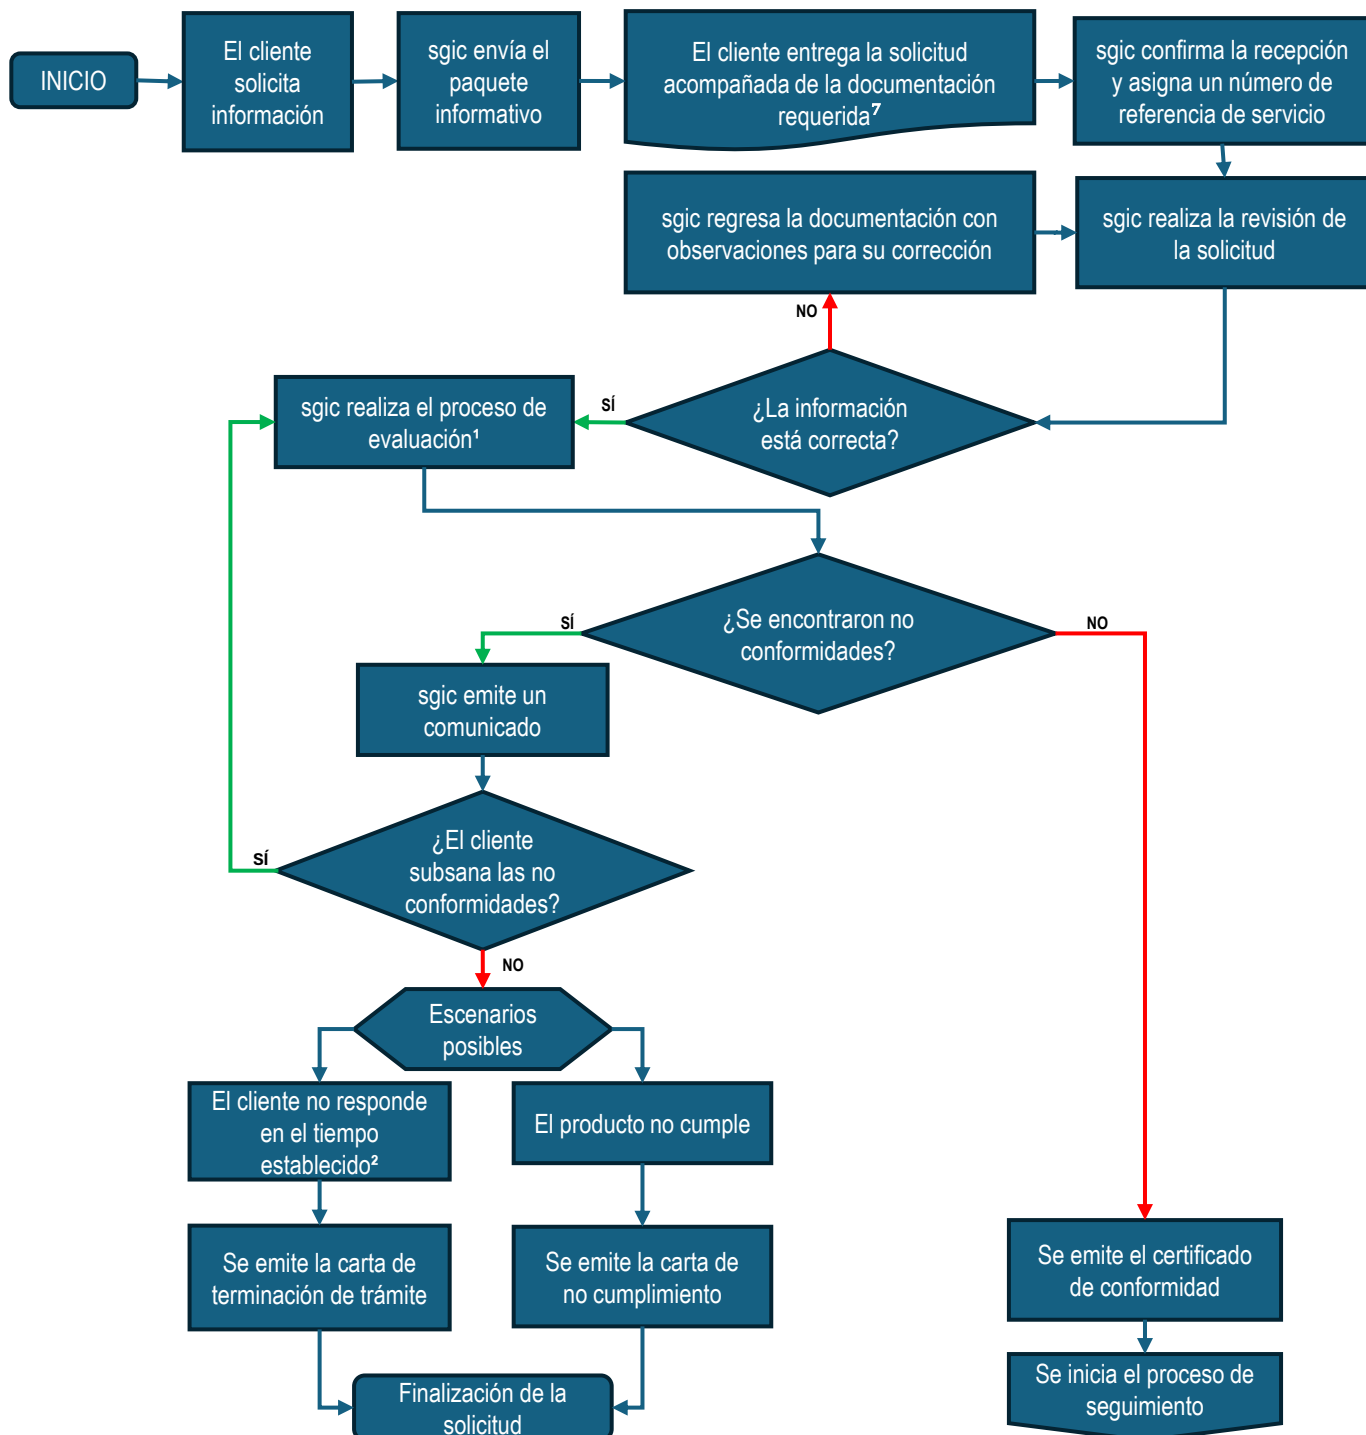 INICIO
El cliente
solicita
información
sgic envía el
paquete
informativo
El cliente entrega la solicitud
acompañada de la documentación
requerida⁷
sgic confirma la recepción
y asigna un número de
referencia de servicio
sgic regresa la documentación con
observaciones para su corrección
sgic realiza la revisión de
la solicitud
NO
sgic realiza el proceso de
evaluación¹
SÍ
¿La información
está correcta?
SÍ
¿Se encontraron no
conformidades?
NO
sgic emite un
comunicado
¿El cliente
subsana las no
conformidades?
SÍ
NO
Escenarios
posibles
El cliente no responde
en el tiempo
establecido²
El producto no cumple
Se emite la carta de
terminación de trámite
Se emite la carta de
no cumplimiento
Se emite el certificado
de conformidad
Finalización de la
solicitud
Se inicia el proceso de
seguimiento